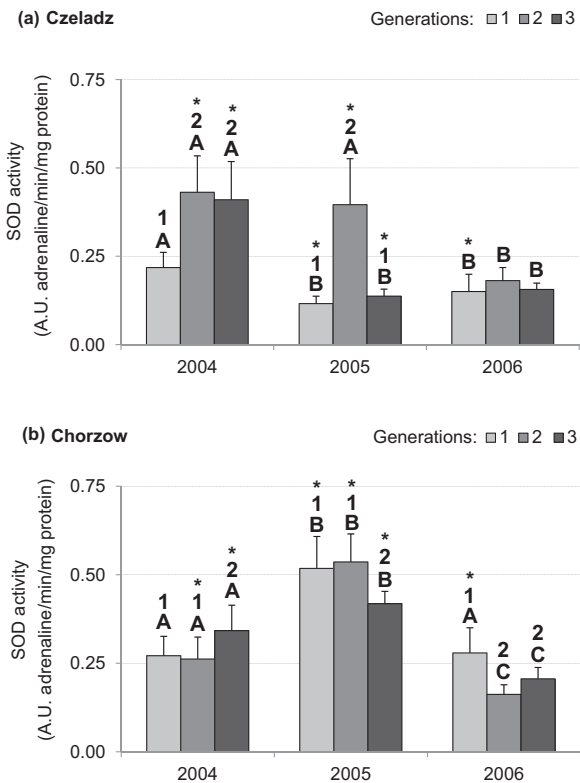 (a) Czeladz
Generations: 1 2 3
SOD activity
(A.U. adrenaline/min/mg protein)
0.75
0.50
0.25
0.00
1
A
*
2
A
*
2
A
*
1
B
*
2
A
*
1
B
*
B
B
B
2004 2005 2006
(b) Chorzow
Generations: 1 2 3
SOD activity
(A.U. adrenaline/min/mg protein)
0.75
0.50
0.25
0.00
1
A
*
1
A
*
2
A
*
1
B
*
1
B
*
2
B
*
1
A
2
C
2
C
2004 2005 2006